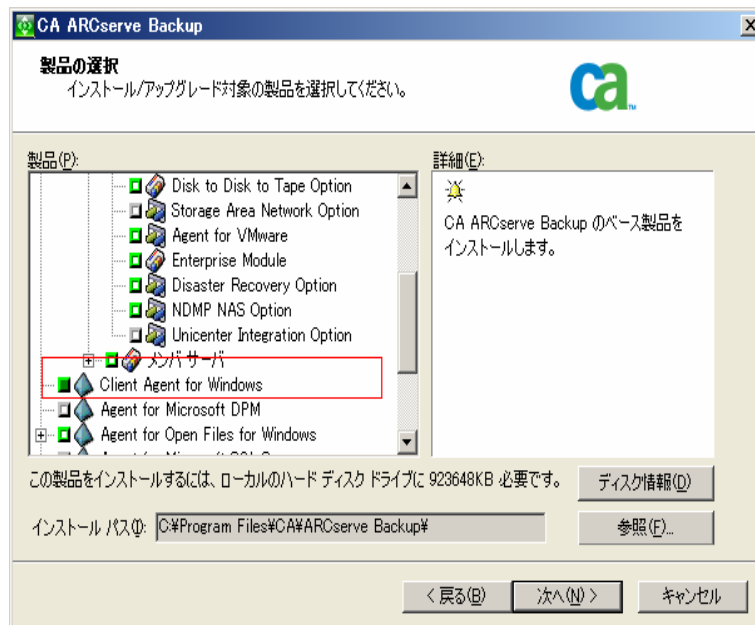 CA ARCserve Backup
製品の選択
インストール/アップグレード対象の製品を選択してください。
ca
製品(P):
Disk to Disk to Tape Option
Storage Area Network Option
Agent for VMware
Enterprise Module
Disaster Recovery Option
NDMP NAS Option
Unicenter Integration Option
メンバ サーバ
Client Agent for Windows
Agent for Microsoft DPM
Agent for Open Files for Windows
詳細(E):
CA ARCserve Backup のベース製品を
インストールします。
この製品をインストールするには、ローカルのハード ディスク ドライブに 923648KB 必要です。
ディスク情報(D)
インストール パス(I): C:¥Program Files¥CA¥ARCserve Backup¥
参照(F)...
< 戻る(B)
次へ(N) >
キャンセル